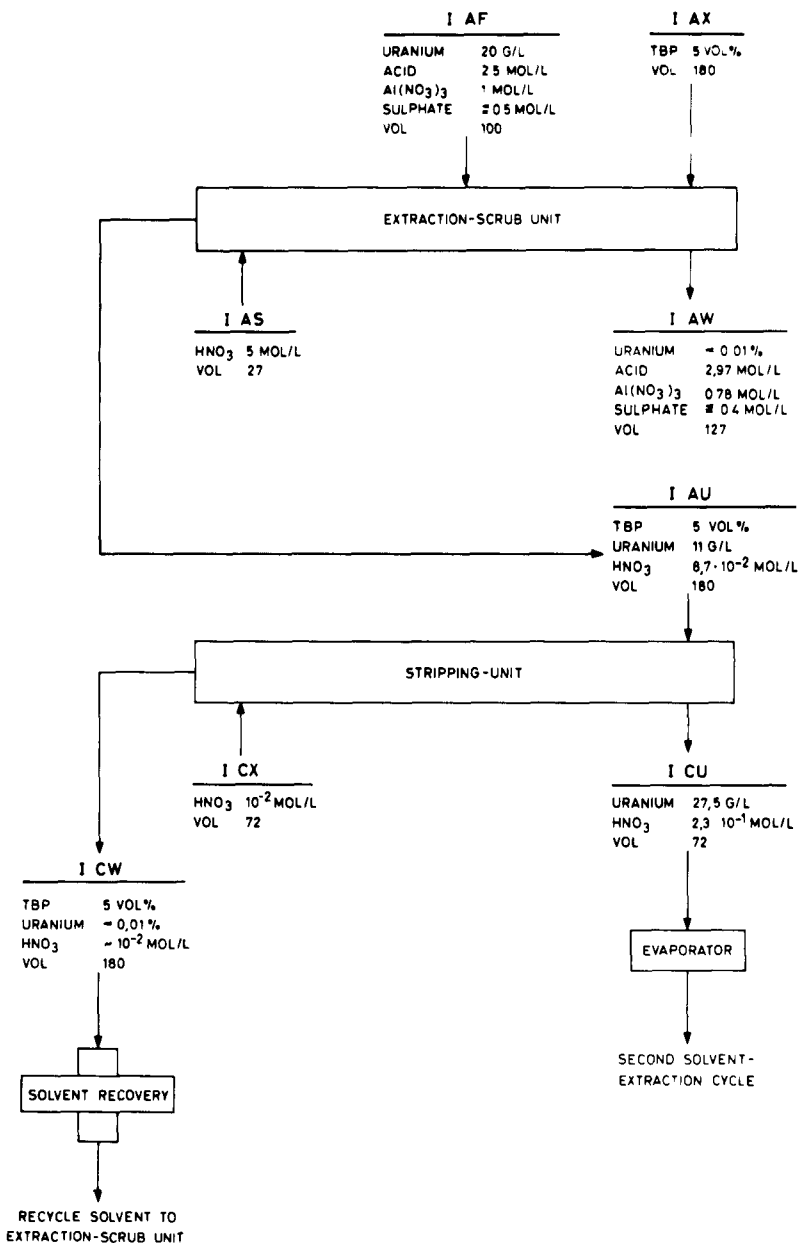 I AF
URANIUM 20 G/L
ACID 2.5 MOL/L
Al(NO3)3 1 MOL/L
SULPHATE ≡ 0.5 MOL/L
VOL 100
I AX
TBP 5 VOL%
VOL 180
EXTRACTION-SCRUB UNIT
I AS
HNO3 5 MOL/L
VOL 27
I AW
URANIUM ≈ 0.01%
ACID 2,97 MOL/L
Al(NO3)3 0.78 MOL/L
SULPHATE ≡ 0.4 MOL/L
VOL 127
I AU
TBP 5 VOL%
URANIUM 11 G/L
HNO3 8,7·10⁻² MOL/L
VOL 180
STRIPPING-UNIT
I CX
HNO3 10⁻² MOL/L
VOL 72
I CU
URANIUM 27,5 G/L
HNO3 2,3 10⁻¹ MOL/L
VOL 72
I CW
TBP 5 VOL%
URANIUM ≈ 0,01%
HNO3 ~ 10⁻² MOL/L
VOL 180
EVAPORATOR
SECOND SOLVENT-
EXTRACTION CYCLE
SOLVENT RECOVERY
RECYCLE SOLVENT TO
EXTRACTION-SCRUB UNIT